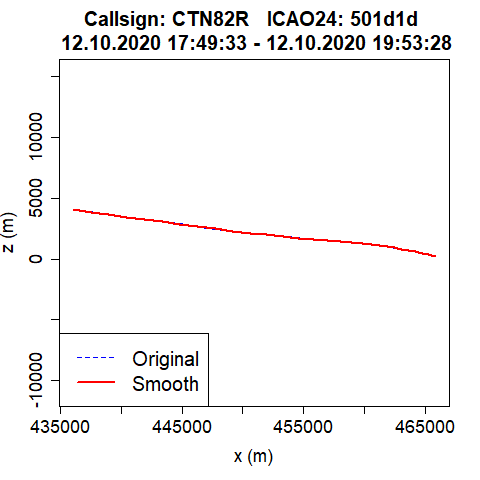 Callsign: CTN82R   ICAO24: 501d1d
12.10.2020 17:49:33 - 12.10.2020 19:53:28
z (m)
10000
5000
0
-10000
Original
Smooth
435000
445000
455000
465000
x (m)